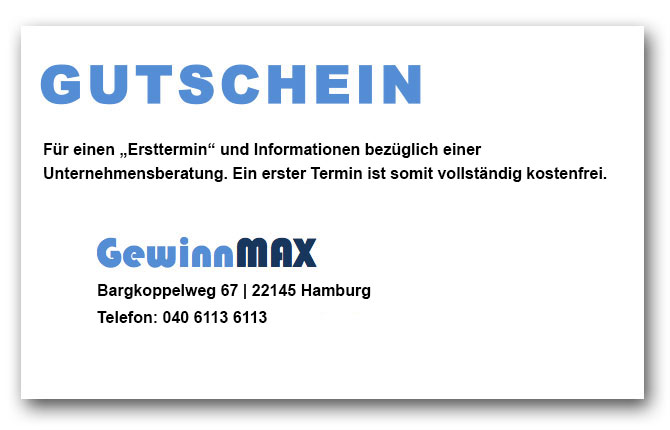 GUTSCHEIN
Für einen „Ersttermin“ und Informationen bezüglich einer
Unternehmensberatung. Ein erster Termin ist somit vollständig kostenfrei.
GewinnMAX
Bargkoppelweg 67 | 22145 Hamburg
Telefon: 040 6113 6113